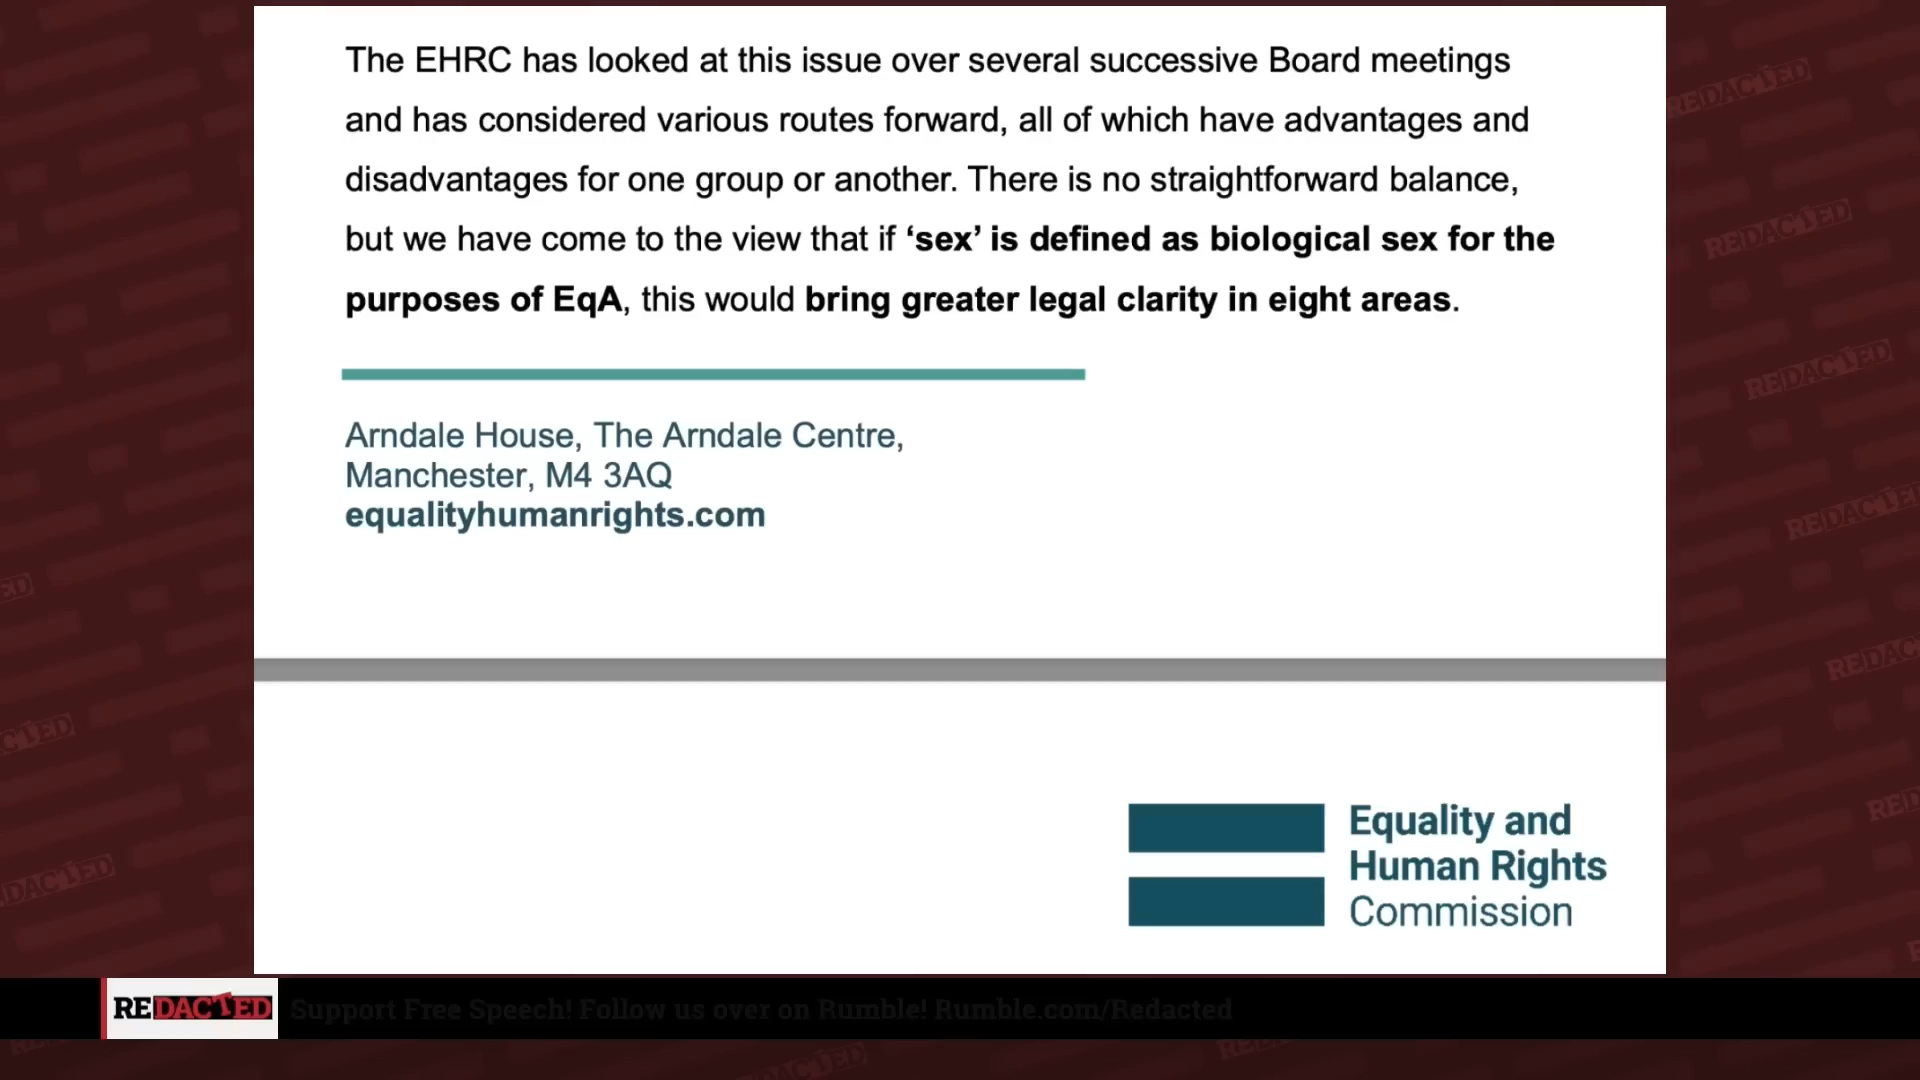 The EHRC has looked at this issue over several successive Board meetings
and has considered various routes forward, all of which have advantages and
disadvantages for one group or another. There is no straightforward balance,
but we have come to the view that if ‘sex’ is defined as biological sex for the
purposes of EqA, this would bring greater legal clarity in eight areas.
Arndale House, The Arndale Centre,
Manchester, M4 3AQ
equalityhumanrights.com
Equality and
Human Rights
Commission
REDACTED
Support Free Speech! Follow us over on Rumble! Rumble.com/Redacted
REDACTED
REDACTED
REDACTED